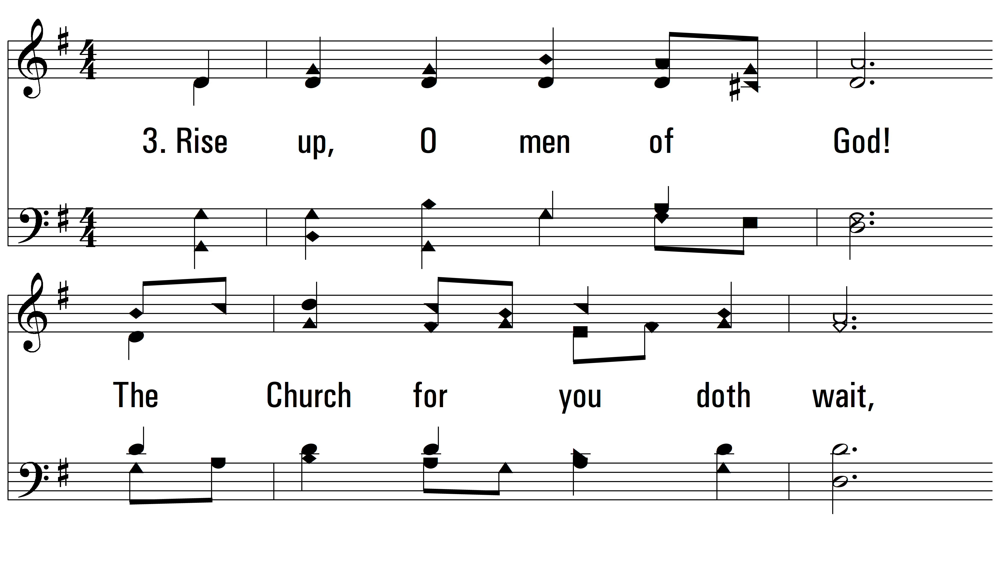 3. Rise up, O men of God!
The Church for you doth wait,